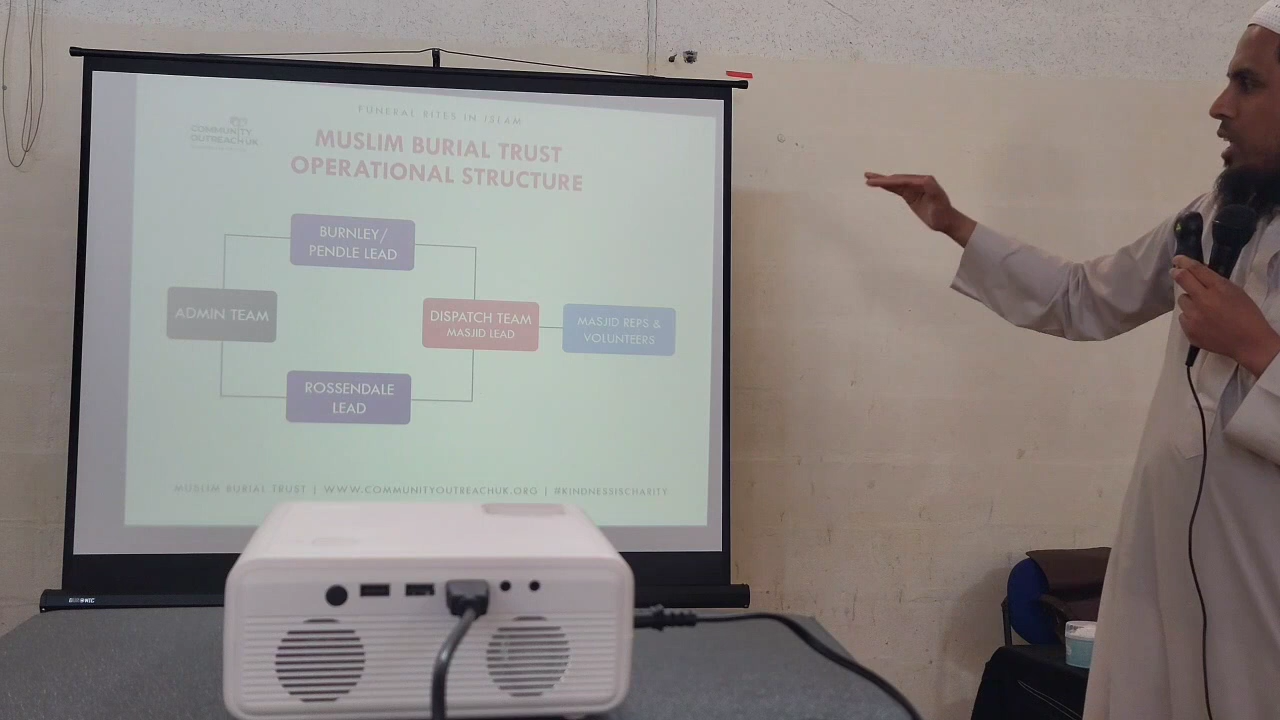 FUNERAL RITES IN ISLAM
COMMUNITY
OUTREACH UK
MUSLIM BURIAL TRUST
OPERATIONAL STRUCTURE
BURNLEY/
PENDLE LEAD
ADMIN TEAM
DISPATCH TEAM
MASJID LEAD
MASJID REPS &
VOLUNTEERS
ROSSENDALE
LEAD
MUSLIM BURIAL TRUST | WWW.COMMUNITYOUTREACHUK.ORG | #KINDNESSISCHARITY